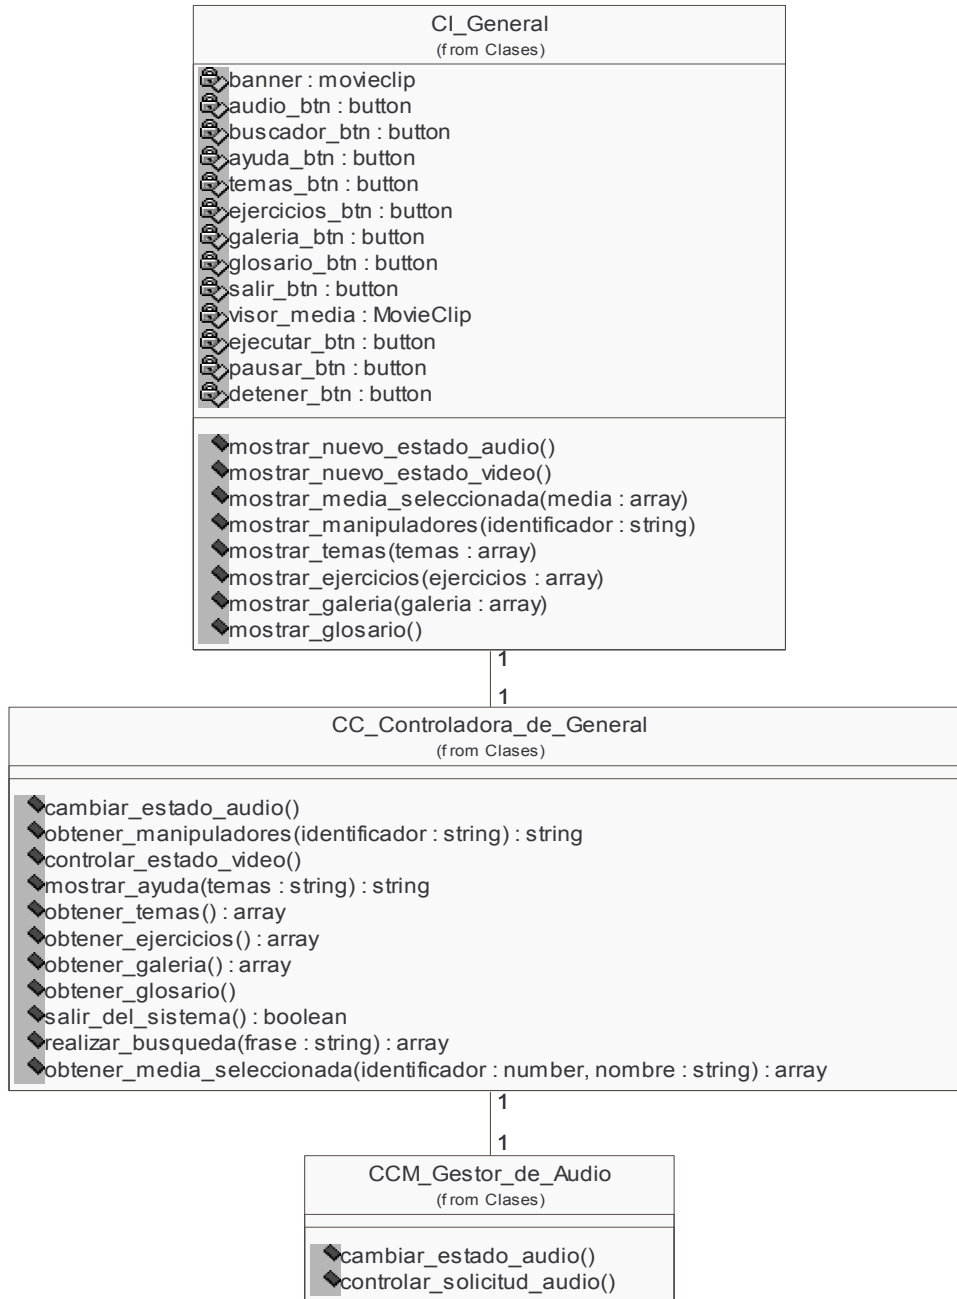 CI_General
(from Clases)
banner : movieclip
audio_btn : button
buscador_btn : button
ayuda_btn : button
temas_btn : button
ejercicios_btn : button
galeria_btn : button
glosario_btn : button
salir_btn : button
visor_media : MovieClip
ejecutar_btn : button
pausar_btn : button
detener_btn : button
mostrar_nuevo_estado_audio()
mostrar_nuevo_estado_video()
mostrar_media_seleccionada(media : array)
mostrar_manipuladores(identificador : string)
mostrar_temas(temas : array)
mostrar_ejercicios(ejercicios : array)
mostrar_galeria(galeria : array)
mostrar_glosario()
1
1
CC_Controladora_de_General
(from Clases)
cambiar_estado_audio()
obtener_manipuladores(identificador : string) : string
controlar_estado_video()
mostrar_ayuda(temas : string) : string
obtener_temas() : array
obtener_ejercicios() : array
obtener_galeria() : array
obtener_glosario()
salir_del_sistema() : boolean
realizar_busqueda(frase : string) : array
obtener_media_seleccionada(identificador : number, nombre : string) : array
1
1
CCM_Gestor_de_Audio
(from Clases)
cambiar_estado_audio()
controlar_solicitud_audio()